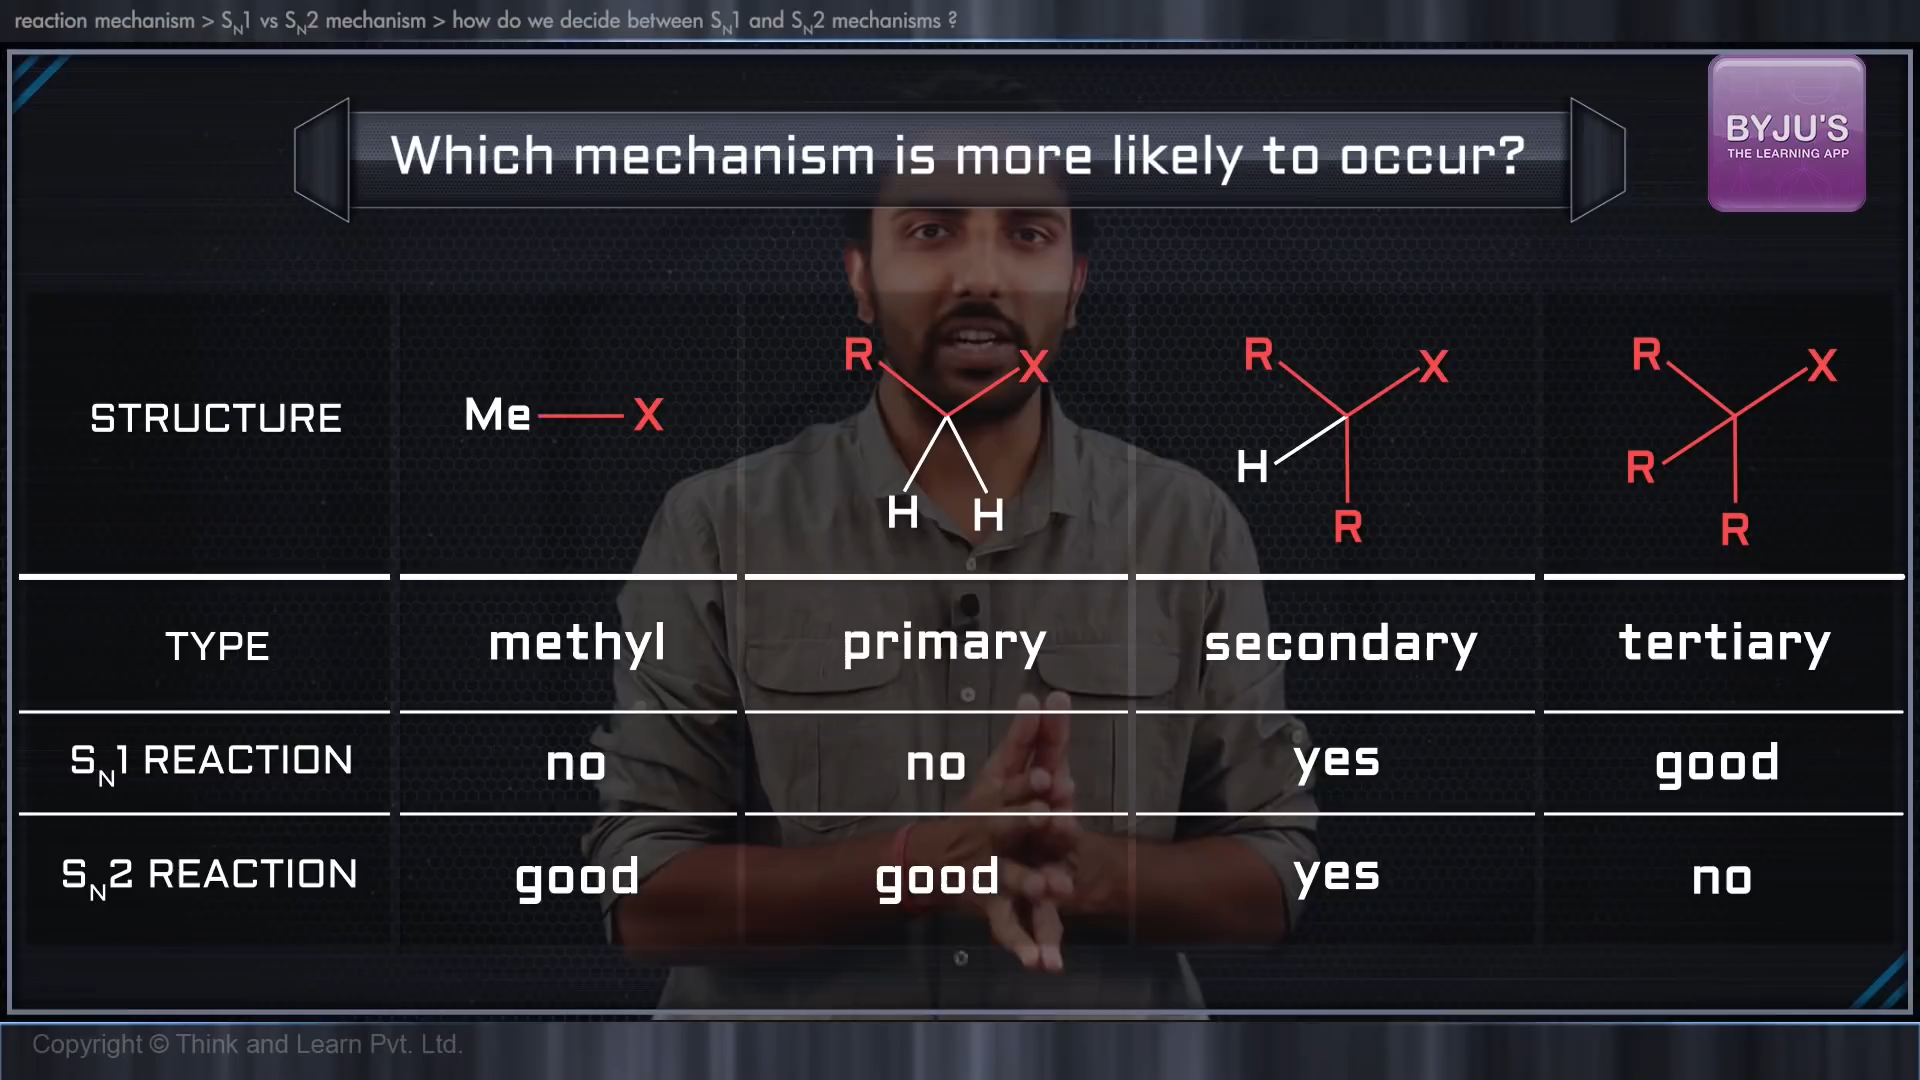 reaction mechanism > SN1 vs SN2 mechanism > how do we decide between SN1 and SN2 mechanisms ?
BYJU'S
THE LEARNING APP
Which mechanism is more likely to occur?
STRUCTURE
Me X
R X
H H
R X
H
R
R X
R
R
TYPE methyl primary secondary tertiary
SN1 REACTION no no yes good
SN2 REACTION good good yes no
Copyright © Think and Learn Pvt. Ltd.